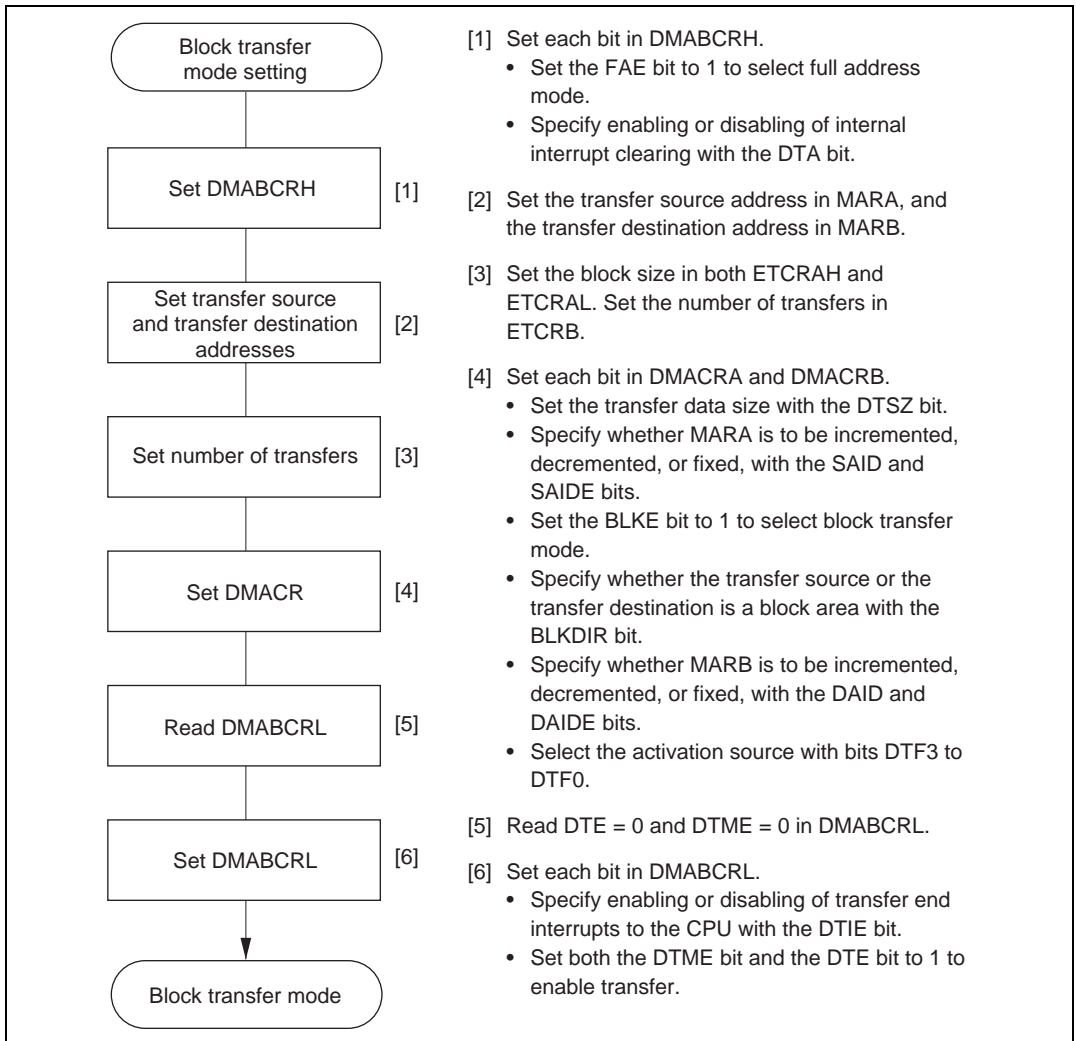 Block transfer
mode setting
Set DMABCRH
[1]
Set transfer source
and transfer destination
addresses
[2]
Set number of transfers
[3]
Set DMACR
[4]
Read DMABCRL
[5]
Set DMABCRL
[6]
Block transfer mode
[1] Set each bit in DMABCRH.
• Set the FAE bit to 1 to select full address
mode.
• Specify enabling or disabling of internal
interrupt clearing with the DTA bit.
[2] Set the transfer source address in MARA, and
the transfer destination address in MARB.
[3] Set the block size in both ETCRAH and
ETCRAL. Set the number of transfers in
ETCRB.
[4] Set each bit in DMACRA and DMACRB.
• Set the transfer data size with the DTSZ bit.
• Specify whether MARA is to be incremented,
decremented, or fixed, with the SAID and
SAIDE bits.
• Set the BLKE bit to 1 to select block transfer
mode.
• Specify whether the transfer source or the
transfer destination is a block area with the
BLKDIR bit.
• Specify whether MARB is to be incremented,
decremented, or fixed, with the DAID and
DAIDE bits.
• Select the activation source with bits DTF3 to
DTF0.
[5] Read DTE = 0 and DTME = 0 in DMABCRL.
[6] Set each bit in DMABCRL.
• Specify enabling or disabling of transfer end
interrupts to the CPU with the DTIE bit.
• Set both the DTME bit and the DTE bit to 1 to
enable transfer.